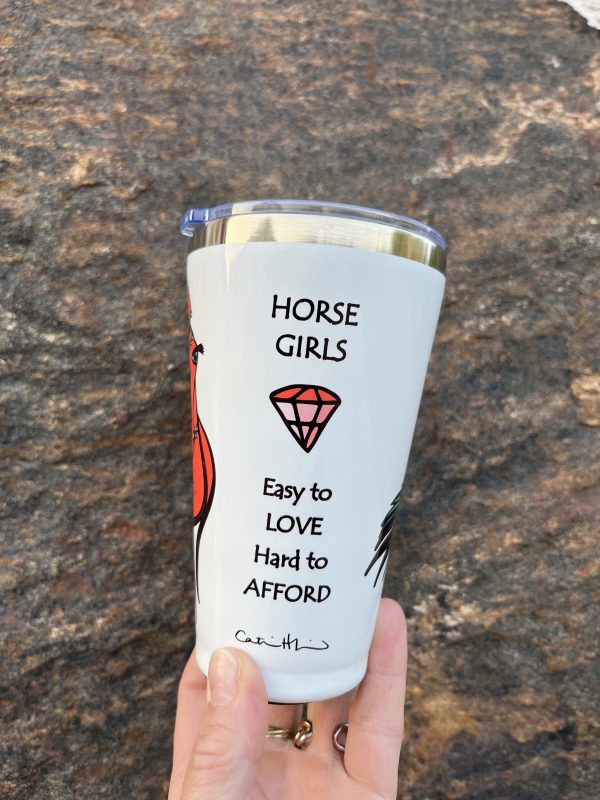 HORSE
GIRLS
Easy to
LOVE
Hard to
AFFORD